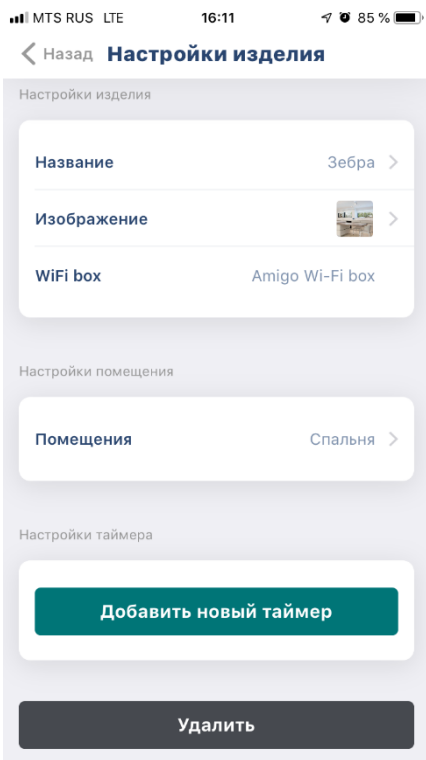 MTS RUS LTE 16:11 85 %
Назад Настройки изделия
Настройки изделия
Название Зебра
Изображение
WiFi box Amigo Wi-Fi box
Настройки помещения
Помещения Спальня
Настройки таймера
Добавить новый таймер
Удалить